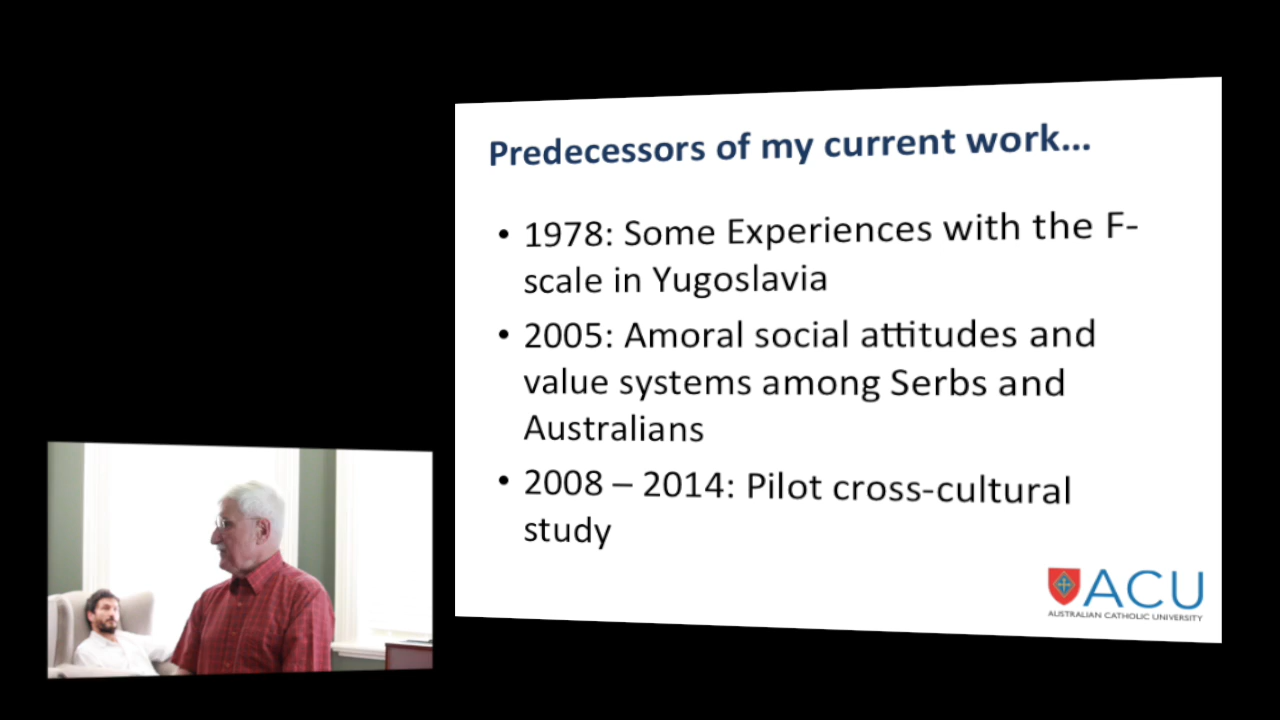 Predecessors of my current work...
• 1978: Some Experiences with the F-
scale in Yugoslavia
• 2005: Amoral social attitudes and
value systems among Serbs and
Australians
• 2008 – 2014: Pilot cross-cultural
study
ACU
AUSTRALIAN CATHOLIC UNIVERSITY